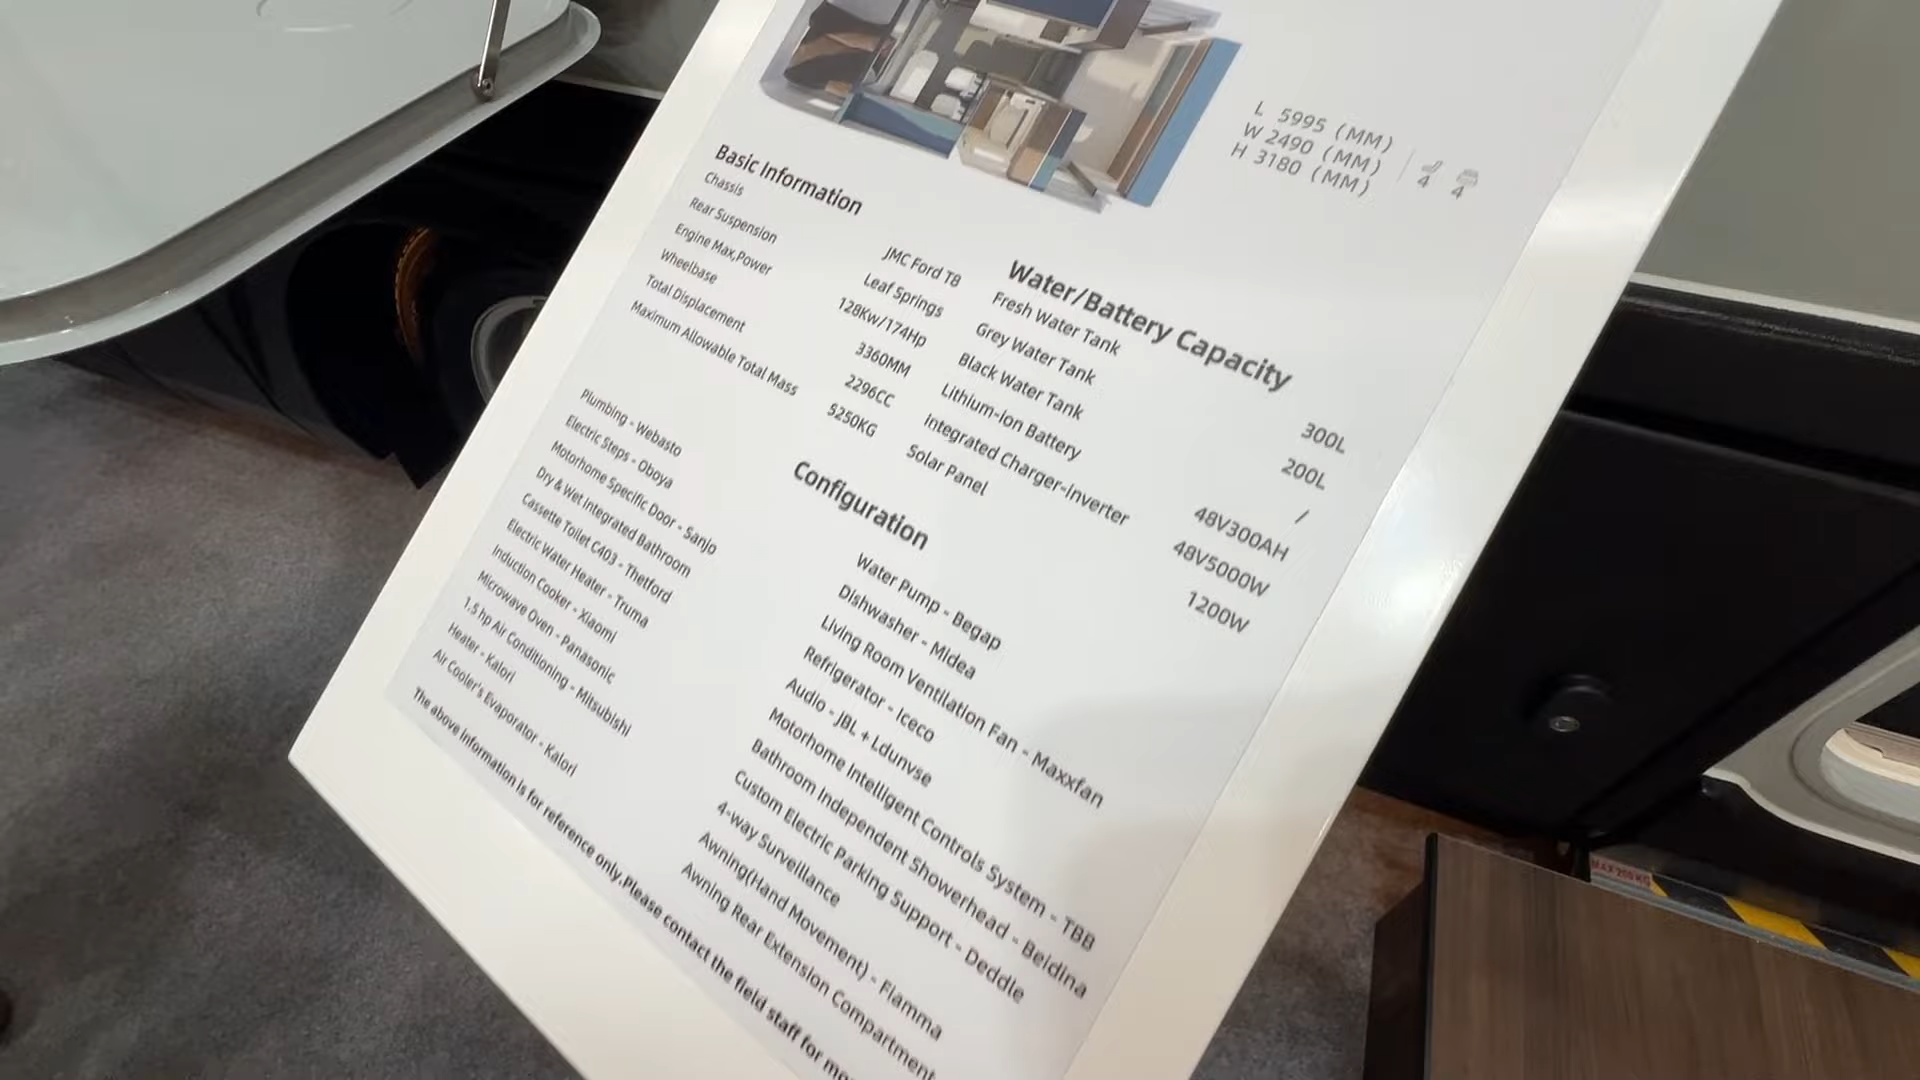 L 5995 (MM)
W 2490 (MM)
H 3180 (MM)
4 4
Basic Information
Chassis JMC Ford T8
Rear Suspension Leaf Springs
Engine Max,Power 128Kw/174Hp
Wheelbase 3360MM
Total Displacement 2296CC
Maximum Allowable Total Mass 5250KG
Water/Battery Capacity
Fresh Water Tank 300L
Grey Water Tank 200L
Black Water Tank /
Lithium-ion Battery 48V300AH
Integrated Charger-inverter 48V5000W
Solar Panel 1200W
Configuration
Plumbing - Webasto
Electric Steps - Oboya
Motorhome Specific Door - Sanjo
Dry & Wet Integrated Bathroom
Cassette Toilet C403 - Thetford
Electric Water Heater - Truma
Induction Cooker - Xiaomi
Microwave Oven - Panasonic
1.5 hp Air Conditioning - Mitsubishi
Heater - Kalori
Air Cooler's Evaporator - Kalori
Water Pump - Begap
Dishwasher - Midea
Living Room Ventilation Fan - Maxxfan
Refrigerator - Iceco
Audio - JBL + Ldunvse
Motorhome Intelligent Controls System - TBB
Bathroom Independent Showerhead - Beidina
Custom Electric Parking Support - Deddle
4-way Surveillance
Awning(Hand Movement) - Fiamma
Awning Rear Extension Compartment
The above information is for reference only.Please contact the field staff for
MAX 200KG